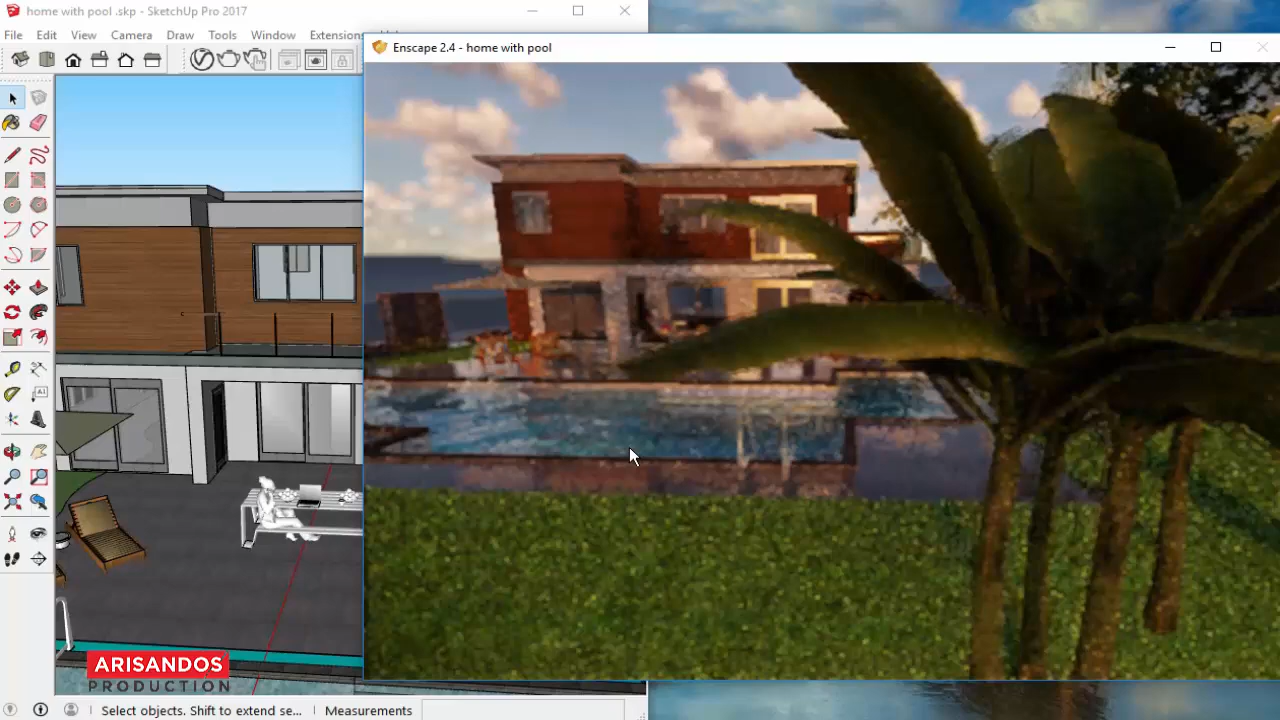 home with pool .skp - SketchUp Pro 2017
File Edit View Camera Draw Tools Window Extensions
Enscape 2.4 - home with pool
ARISANDOS
PRODUCTION
Select objects. Shift to extend se...
Measurements